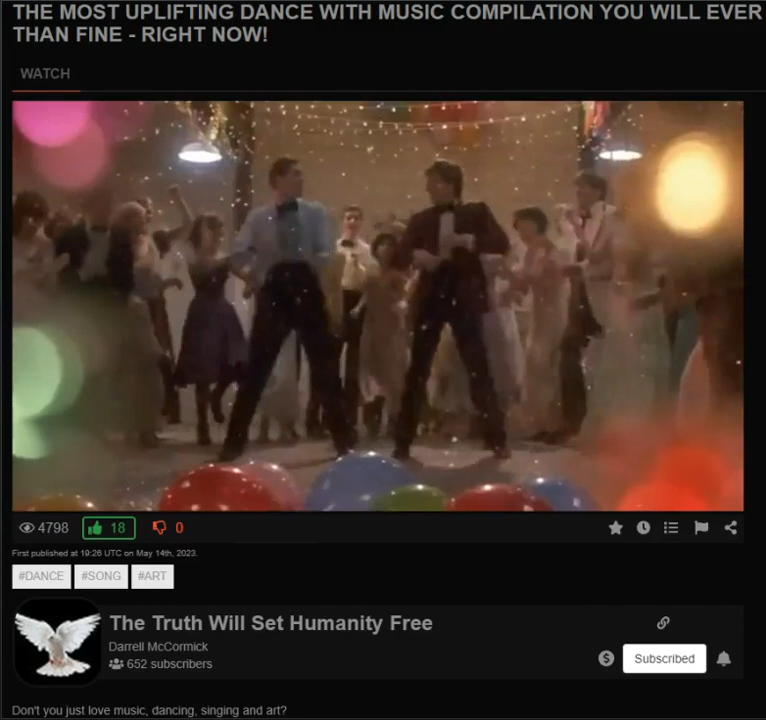 THE MOST UPLIFTING DANCE WITH MUSIC COMPILATION YOU WILL EVER
THAN FINE - RIGHT NOW!
WATCH
4798 18 0
First published at 19:26 UTC on May 14th, 2023.
#DANCE #SONG #ART
The Truth Will Set Humanity Free
Darrell McCormick
652 subscribers
Subscribed
Don't you just love music, dancing, singing and art?